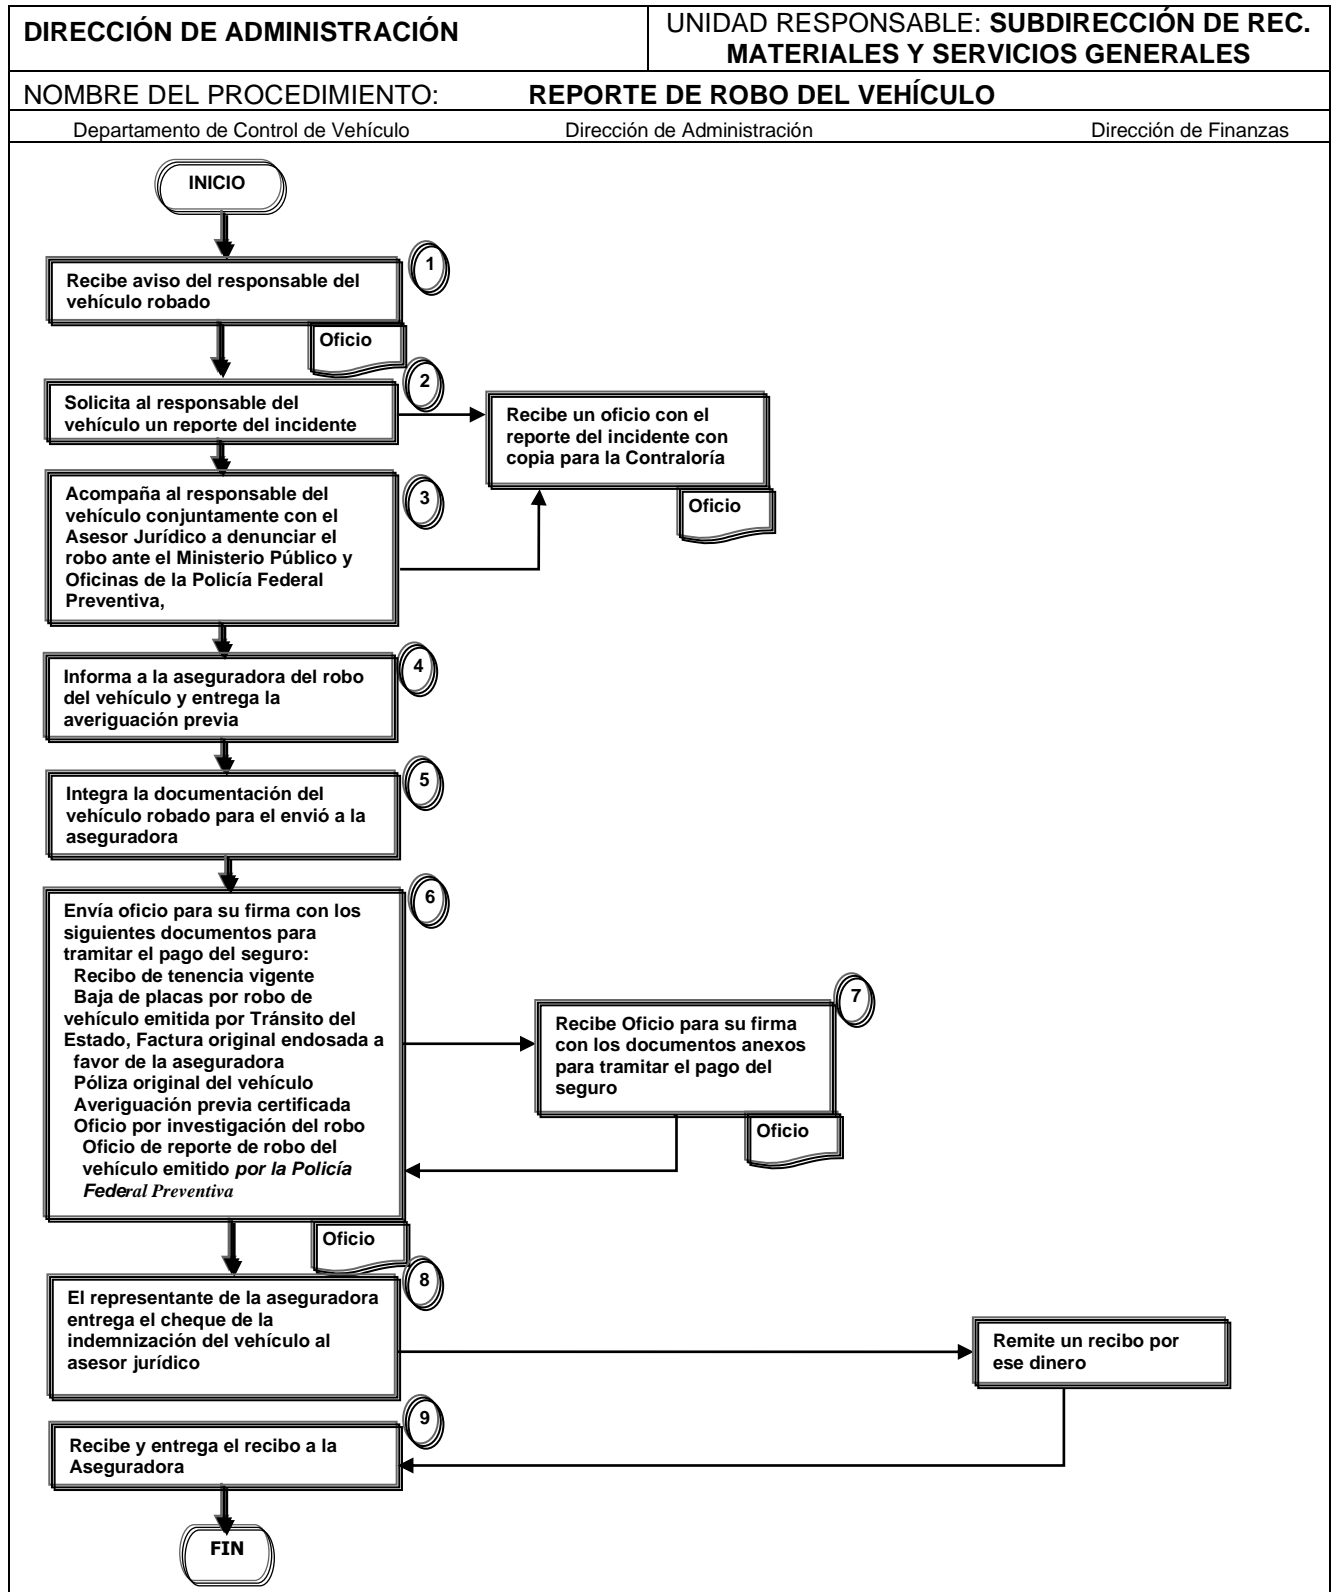 DIRECCIÓN DE ADMINISTRACIÓN
UNIDAD RESPONSABLE: SUBDIRECCIÓN DE REC.
MATERIALES Y SERVICIOS GENERALES
NOMBRE DEL PROCEDIMIENTO: REPORTE DE ROBO DEL VEHÍCULO
Departamento de Control de Vehículo Dirección de Administración Dirección de Finanzas
INICIO
1
Recibe aviso del responsable del
vehículo robado
Oficio
2
Solicita al responsable del
vehículo un reporte del incidente
Recibe un oficio con el
reporte del incidente con
copia para la Contraloría
Oficio
3
Acompaña al responsable del
vehículo conjuntamente con el
Asesor Jurídico a denunciar el
robo ante el Ministerio Público y
Oficinas de la Policía Federal
Preventiva,
4
Informa a la aseguradora del robo
del vehículo y entrega la
averiguación previa
5
Integra la documentación del
vehículo robado para el envió a la
aseguradora
6
Envía oficio para su firma con los
siguientes documentos para
tramitar el pago del seguro:
Recibo de tenencia vigente
Baja de placas por robo de
vehículo emitida por Tránsito del
Estado, Factura original endosada a
favor de la aseguradora
Póliza original del vehículo
Averiguación previa certificada
Oficio por investigación del robo
Oficio de reporte de robo del
vehículo emitido por la Policía
Federal Preventiva
Oficio
7
Recibe Oficio para su firma
con los documentos anexos
para tramitar el pago del
seguro
Oficio
8
El representante de la aseguradora
entrega el cheque de la
indemnización del vehículo al
asesor jurídico
Remite un recibo por
ese dinero
9
Recibe y entrega el recibo a la
Aseguradora
FIN